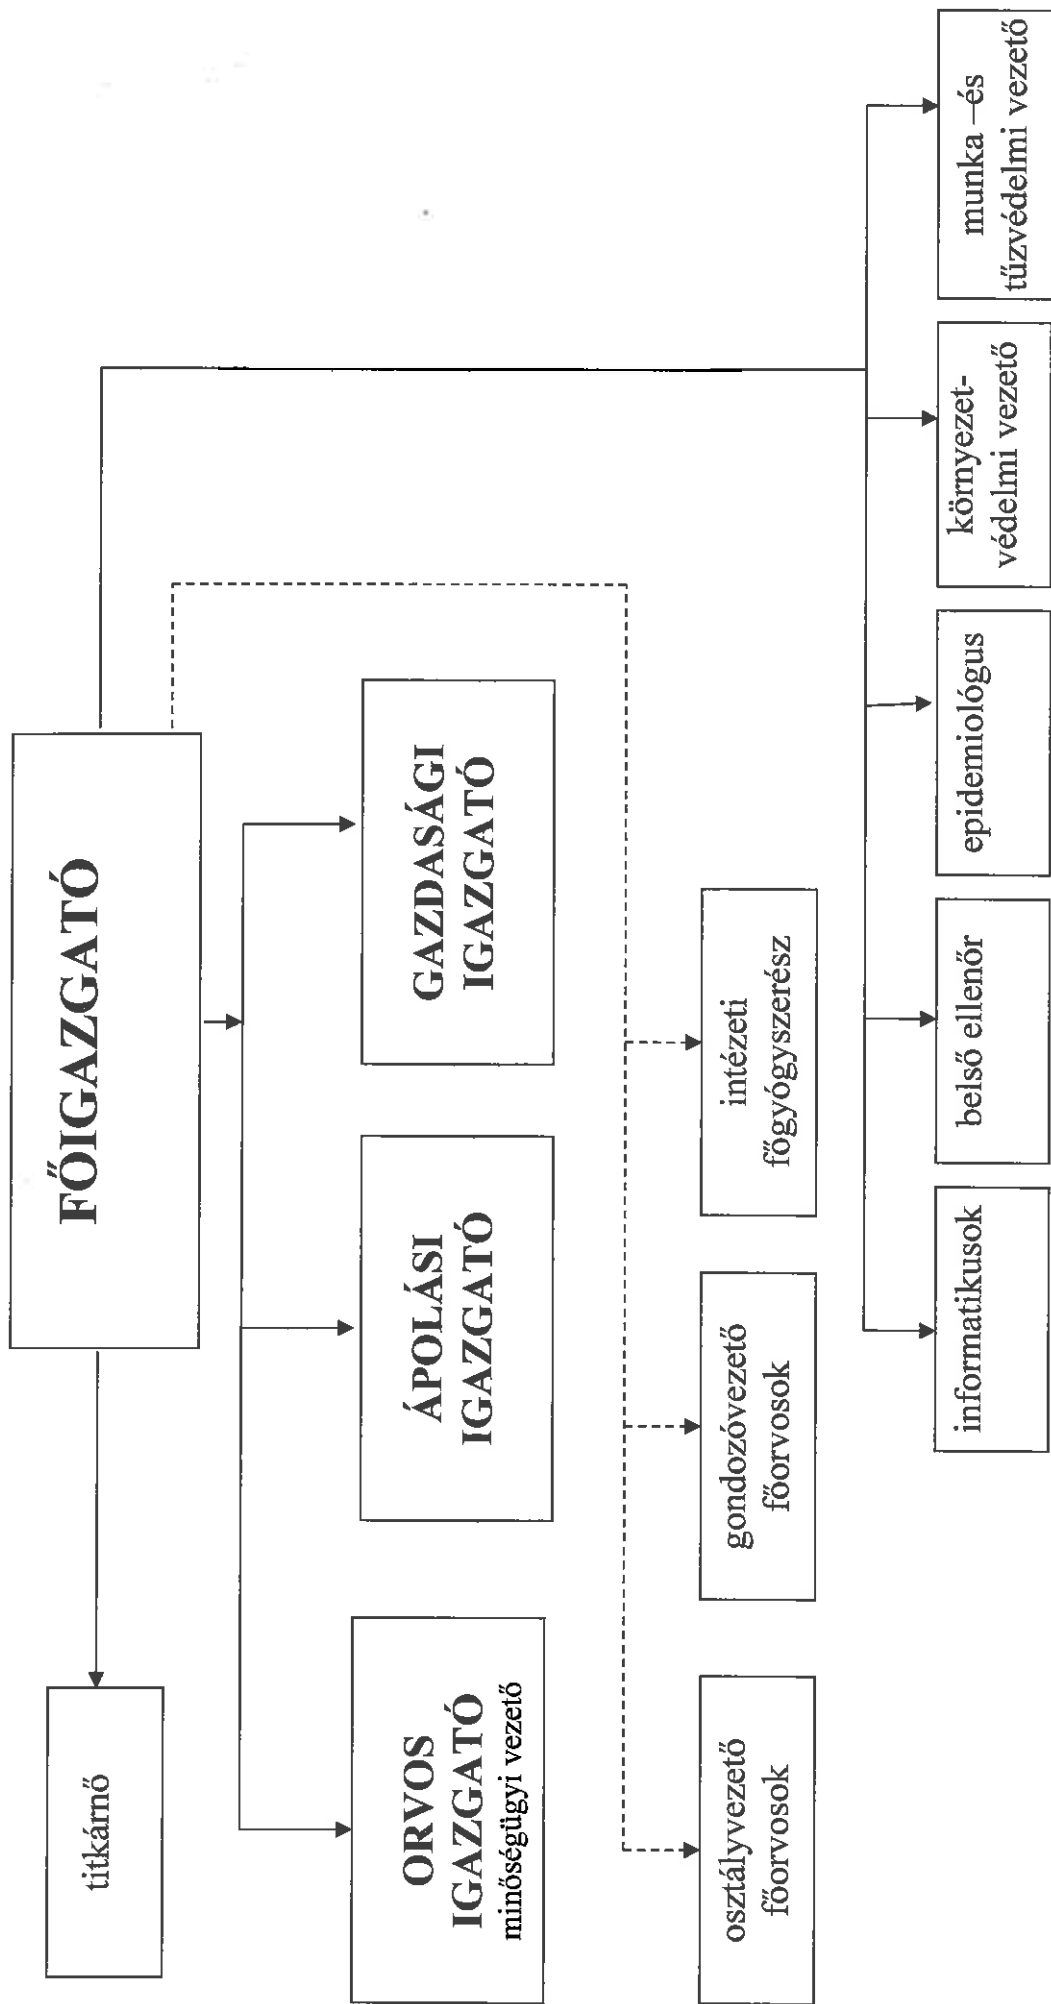 FŐIGAZGATÓ
titkárnő
ORVOS
IGAZGATÓ
minőségügyi vezető
ÁPOLÁSI
IGAZGATÓ
GAZDASÁGI
IGAZGATÓ
osztályvezető
főorvosok
gondozóvezető
főorvosok
intézeti
főgyógyszerész
informatikusok
belső ellenőr
epidemiológus
környezet-
védelmi vezető
munka –és
tűzvédelmi vezető